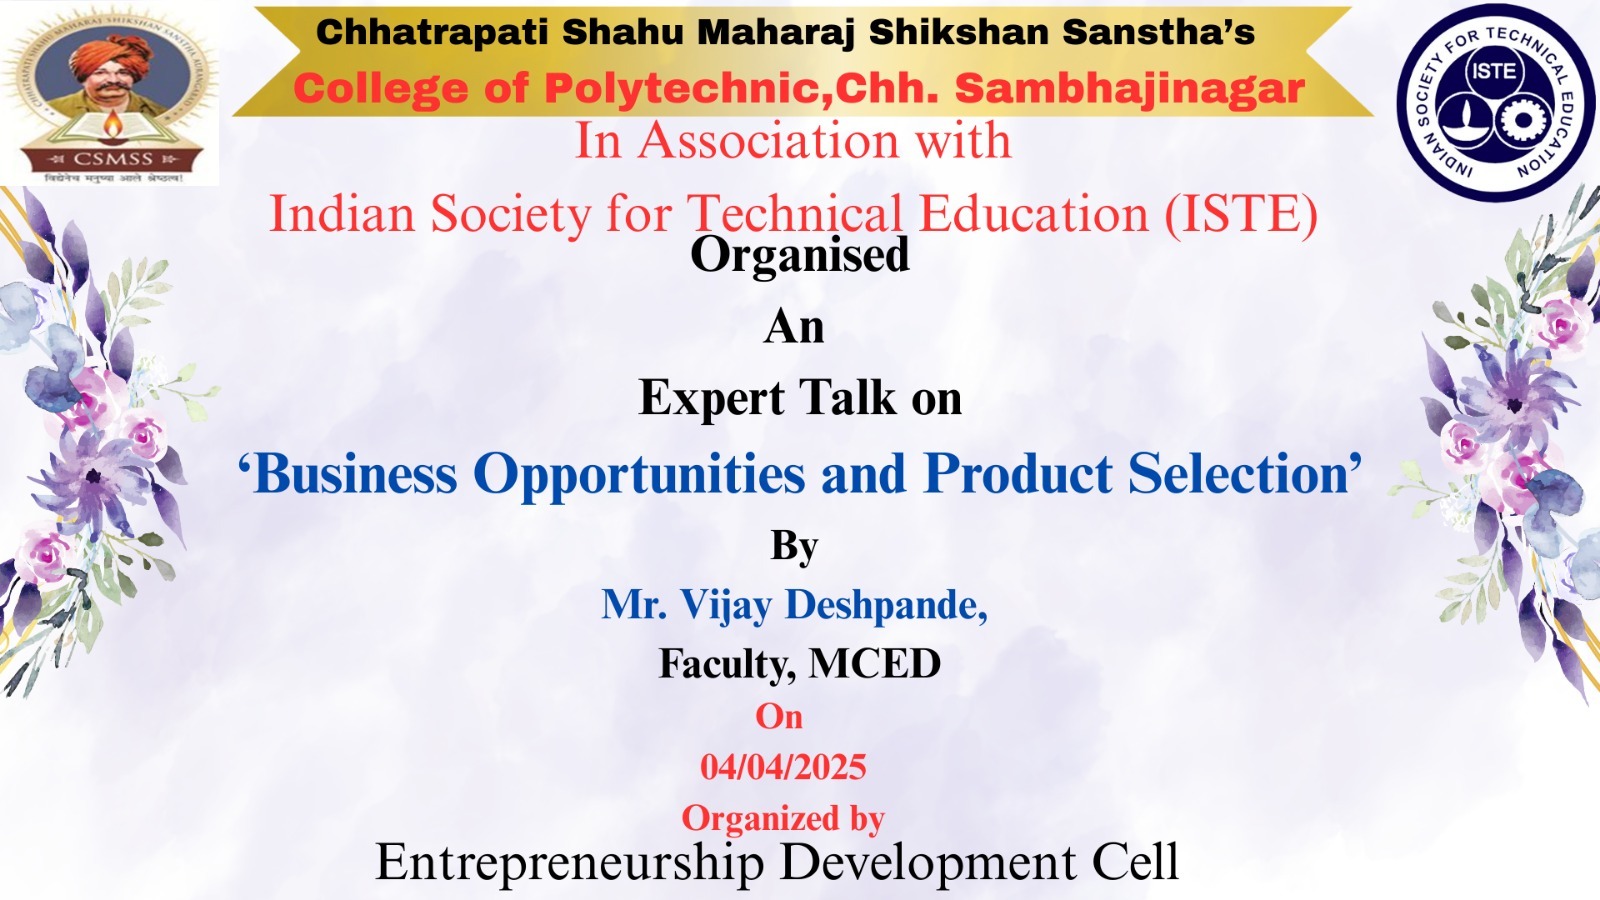 Chhatrapati Shahu Maharaj Shikshan Sanstha’s
College of Polytechnic,Chh. Sambhajinagar
CHHATRAPATI SHAHU MAHARAJ SHIKSHAN SANSTHA AURANGABAD
CSMSS
विद्येनेच मनुष्या आले श्रेष्ठत्व!
INDIAN SOCIETY FOR TECHNICAL EDUCATION
ISTE
In Association with
Indian Society for Technical Education (ISTE)
Organised
An
Expert Talk on
‘Business Opportunities and Product Selection’
By
Mr. Vijay Deshpande,
Faculty, MCED
On
04/04/2025
Organized by
Entrepreneurship Development Cell